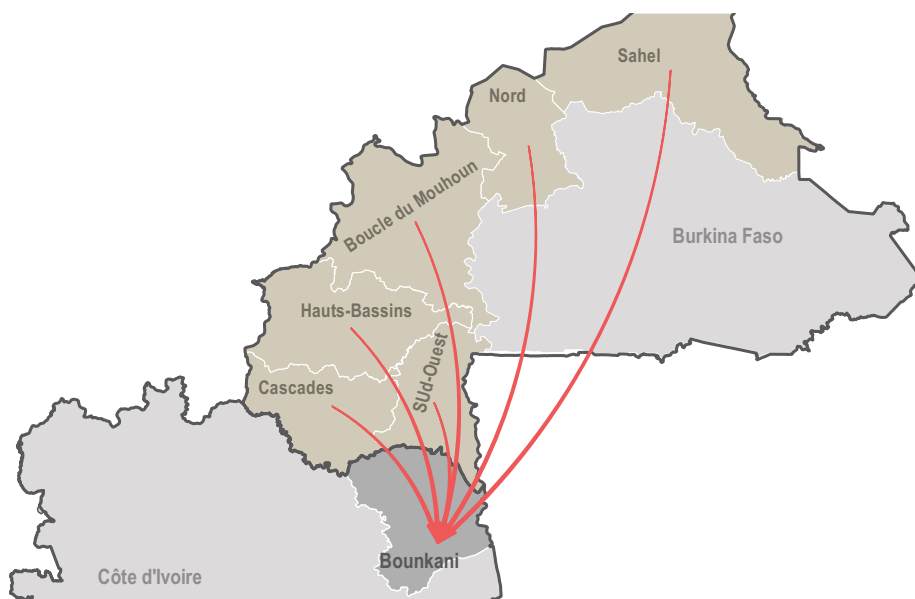 Sahel
Nord
Boucle du Mouhoun
Burkina Faso
Hauts-Bassins
SUd-Ouest
Cascades
Bounkani
Côte d'Ivoire